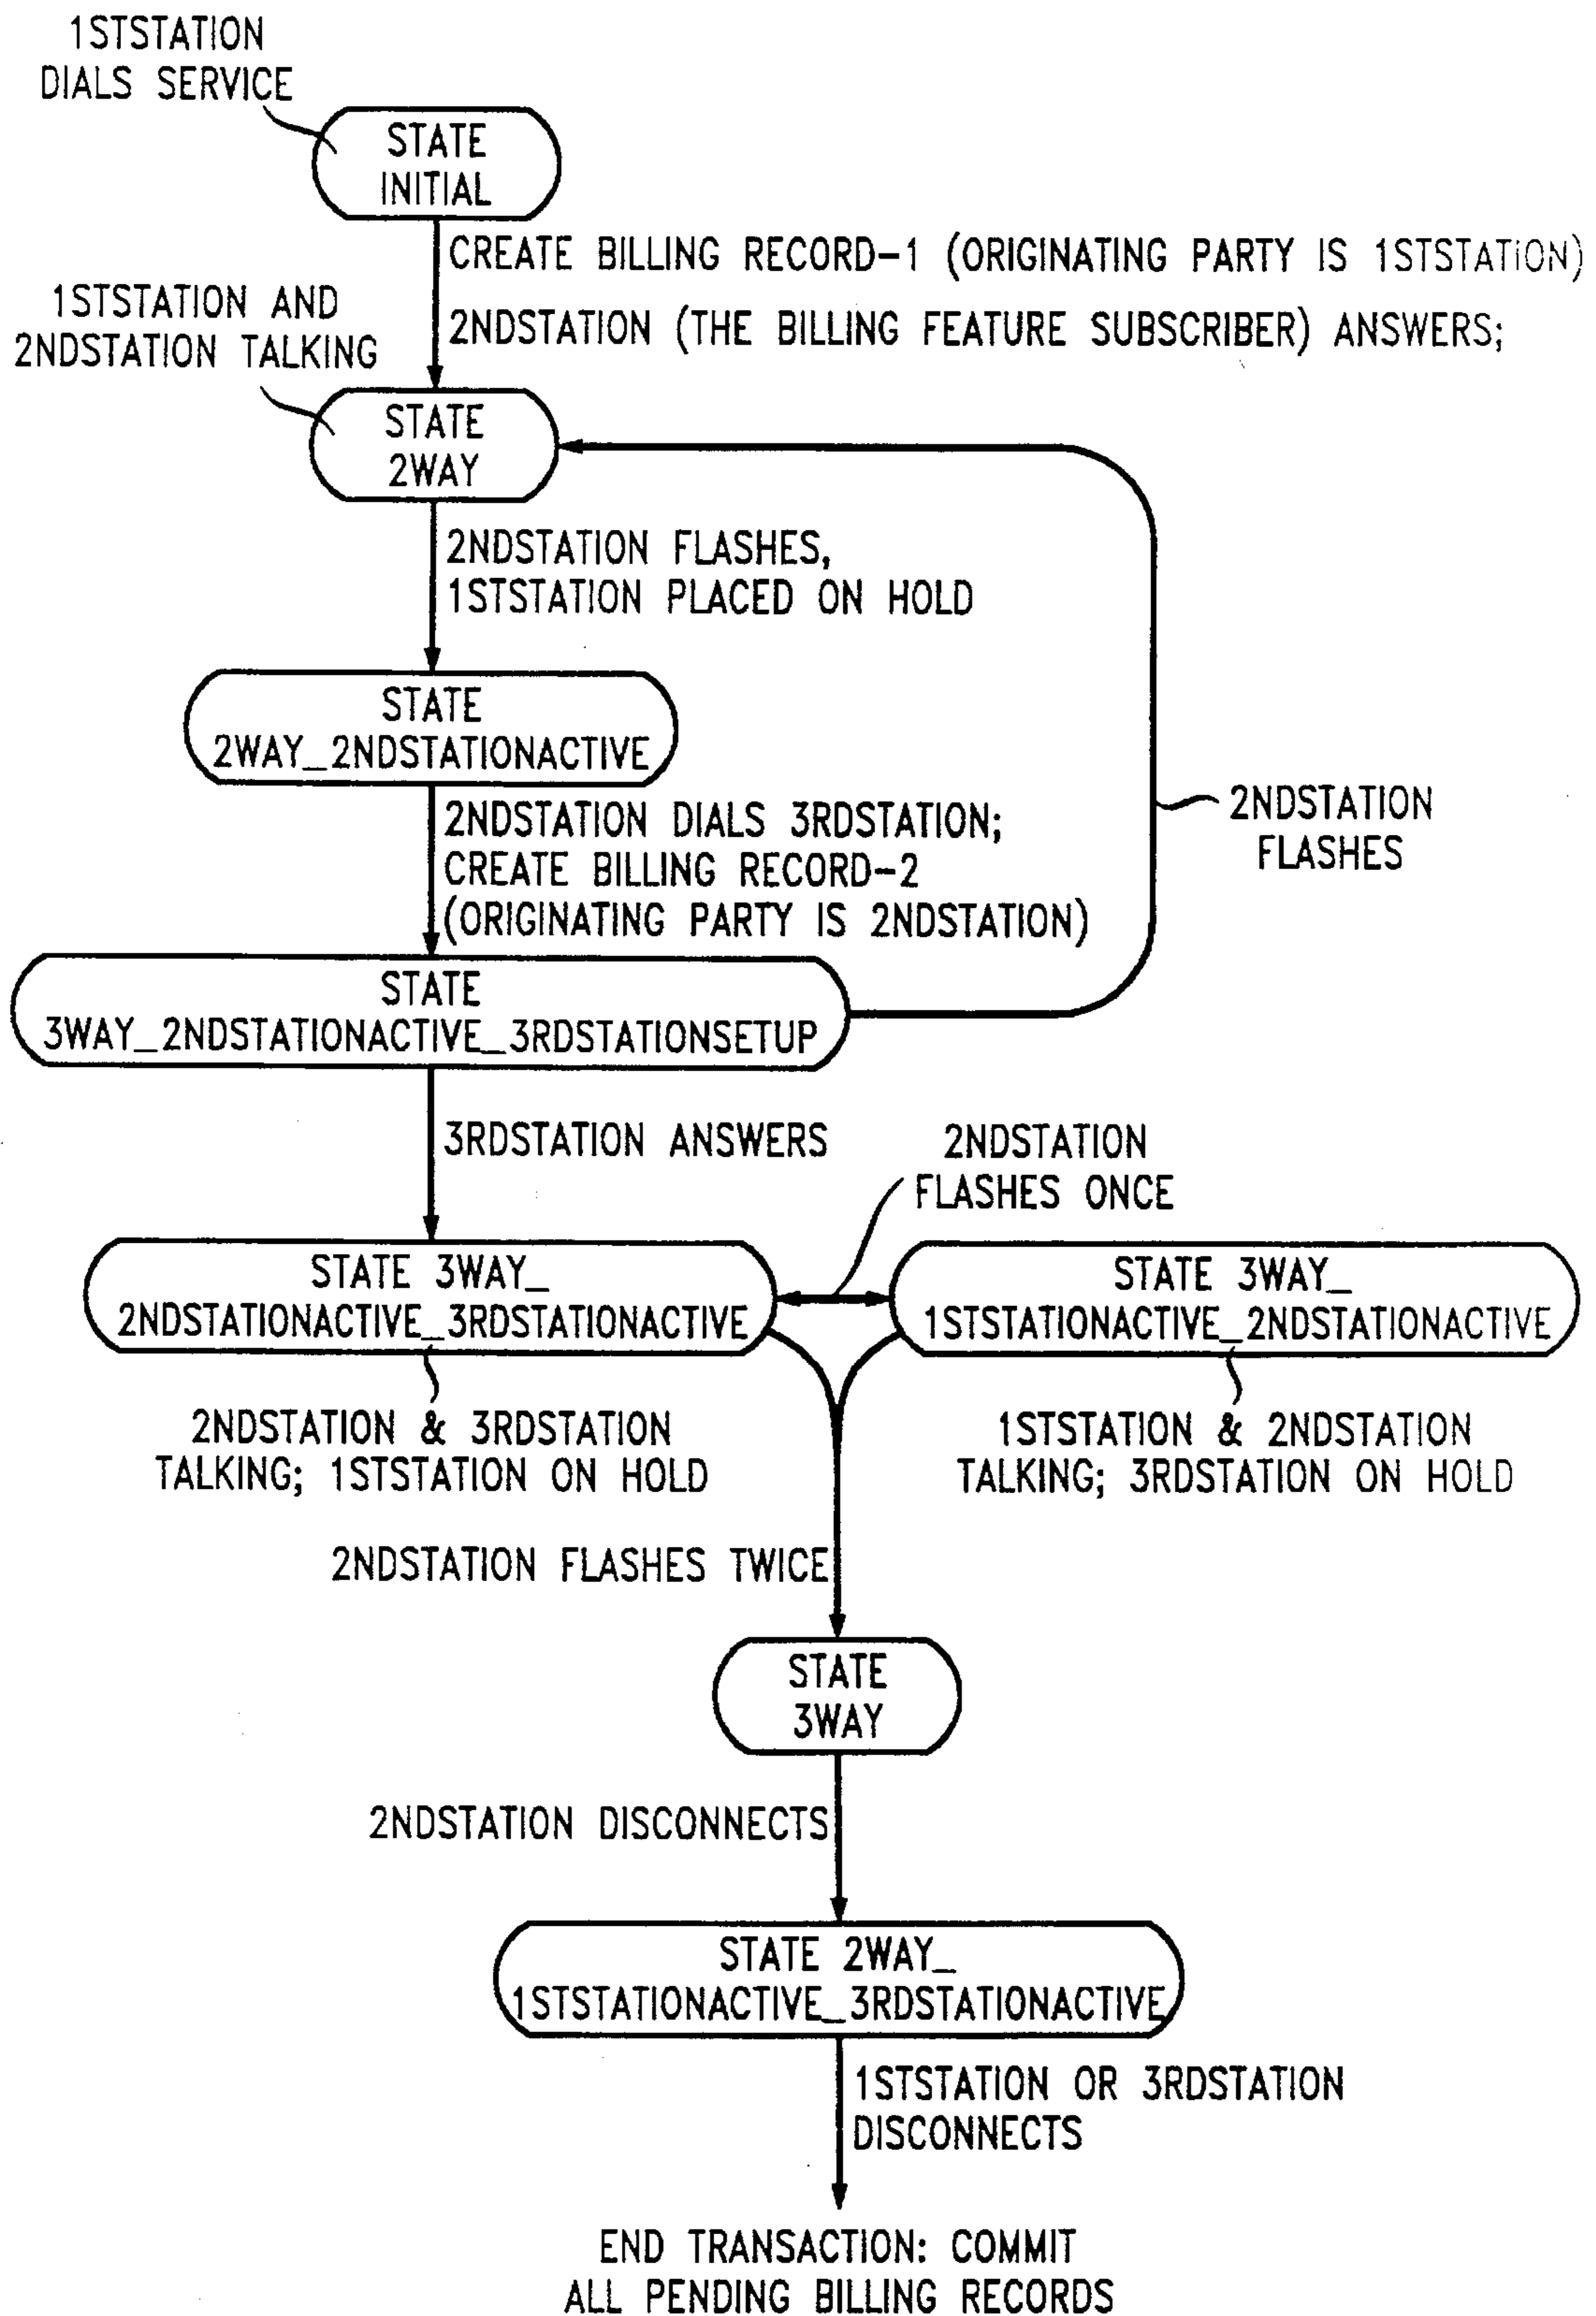 1STSTATION
DIALS SERVICE
STATE
INITIAL
CREATE BILLING RECORD-1 (ORIGINATING PARTY IS 1STSTATION)
2NDSTATION (THE BILLING FEATURE SUBSCRIBER) ANSWERS;
1STSTATION AND
2NDSTATION TALKING
STATE
2WAY
2NDSTATION FLASHES,
1STSTATION PLACED ON HOLD
STATE
2WAY_2NDSTATIONACTIVE
2NDSTATION DIALS 3RDSTATION;
CREATE BILLING RECORD-2
(ORIGINATING PARTY IS 2NDSTATION)
2NDSTATION
FLASHES
STATE
3WAY_2NDSTATIONACTIVE_3RDSTATIONSETUP
3RDSTATION ANSWERS
2NDSTATION
FLASHES ONCE
STATE 3WAY_
2NDSTATIONACTIVE_3RDSTATIONACTIVE
STATE 3WAY_
1STSTATIONACTIVE_2NDSTATIONACTIVE
2NDSTATION & 3RDSTATION
TALKING; 1STSTATION ON HOLD
1STSTATION & 2NDSTATION
TALKING; 3RDSTATION ON HOLD
2NDSTATION FLASHES TWICE
STATE
3WAY
2NDSTATION DISCONNECTS
STATE 2WAY_
1STSTATIONACTIVE_3RDSTATIONACTIVE
1STSTATION OR 3RDSTATION
DISCONNECTS
END TRANSACTION: COMMIT
ALL PENDING BILLING RECORDS